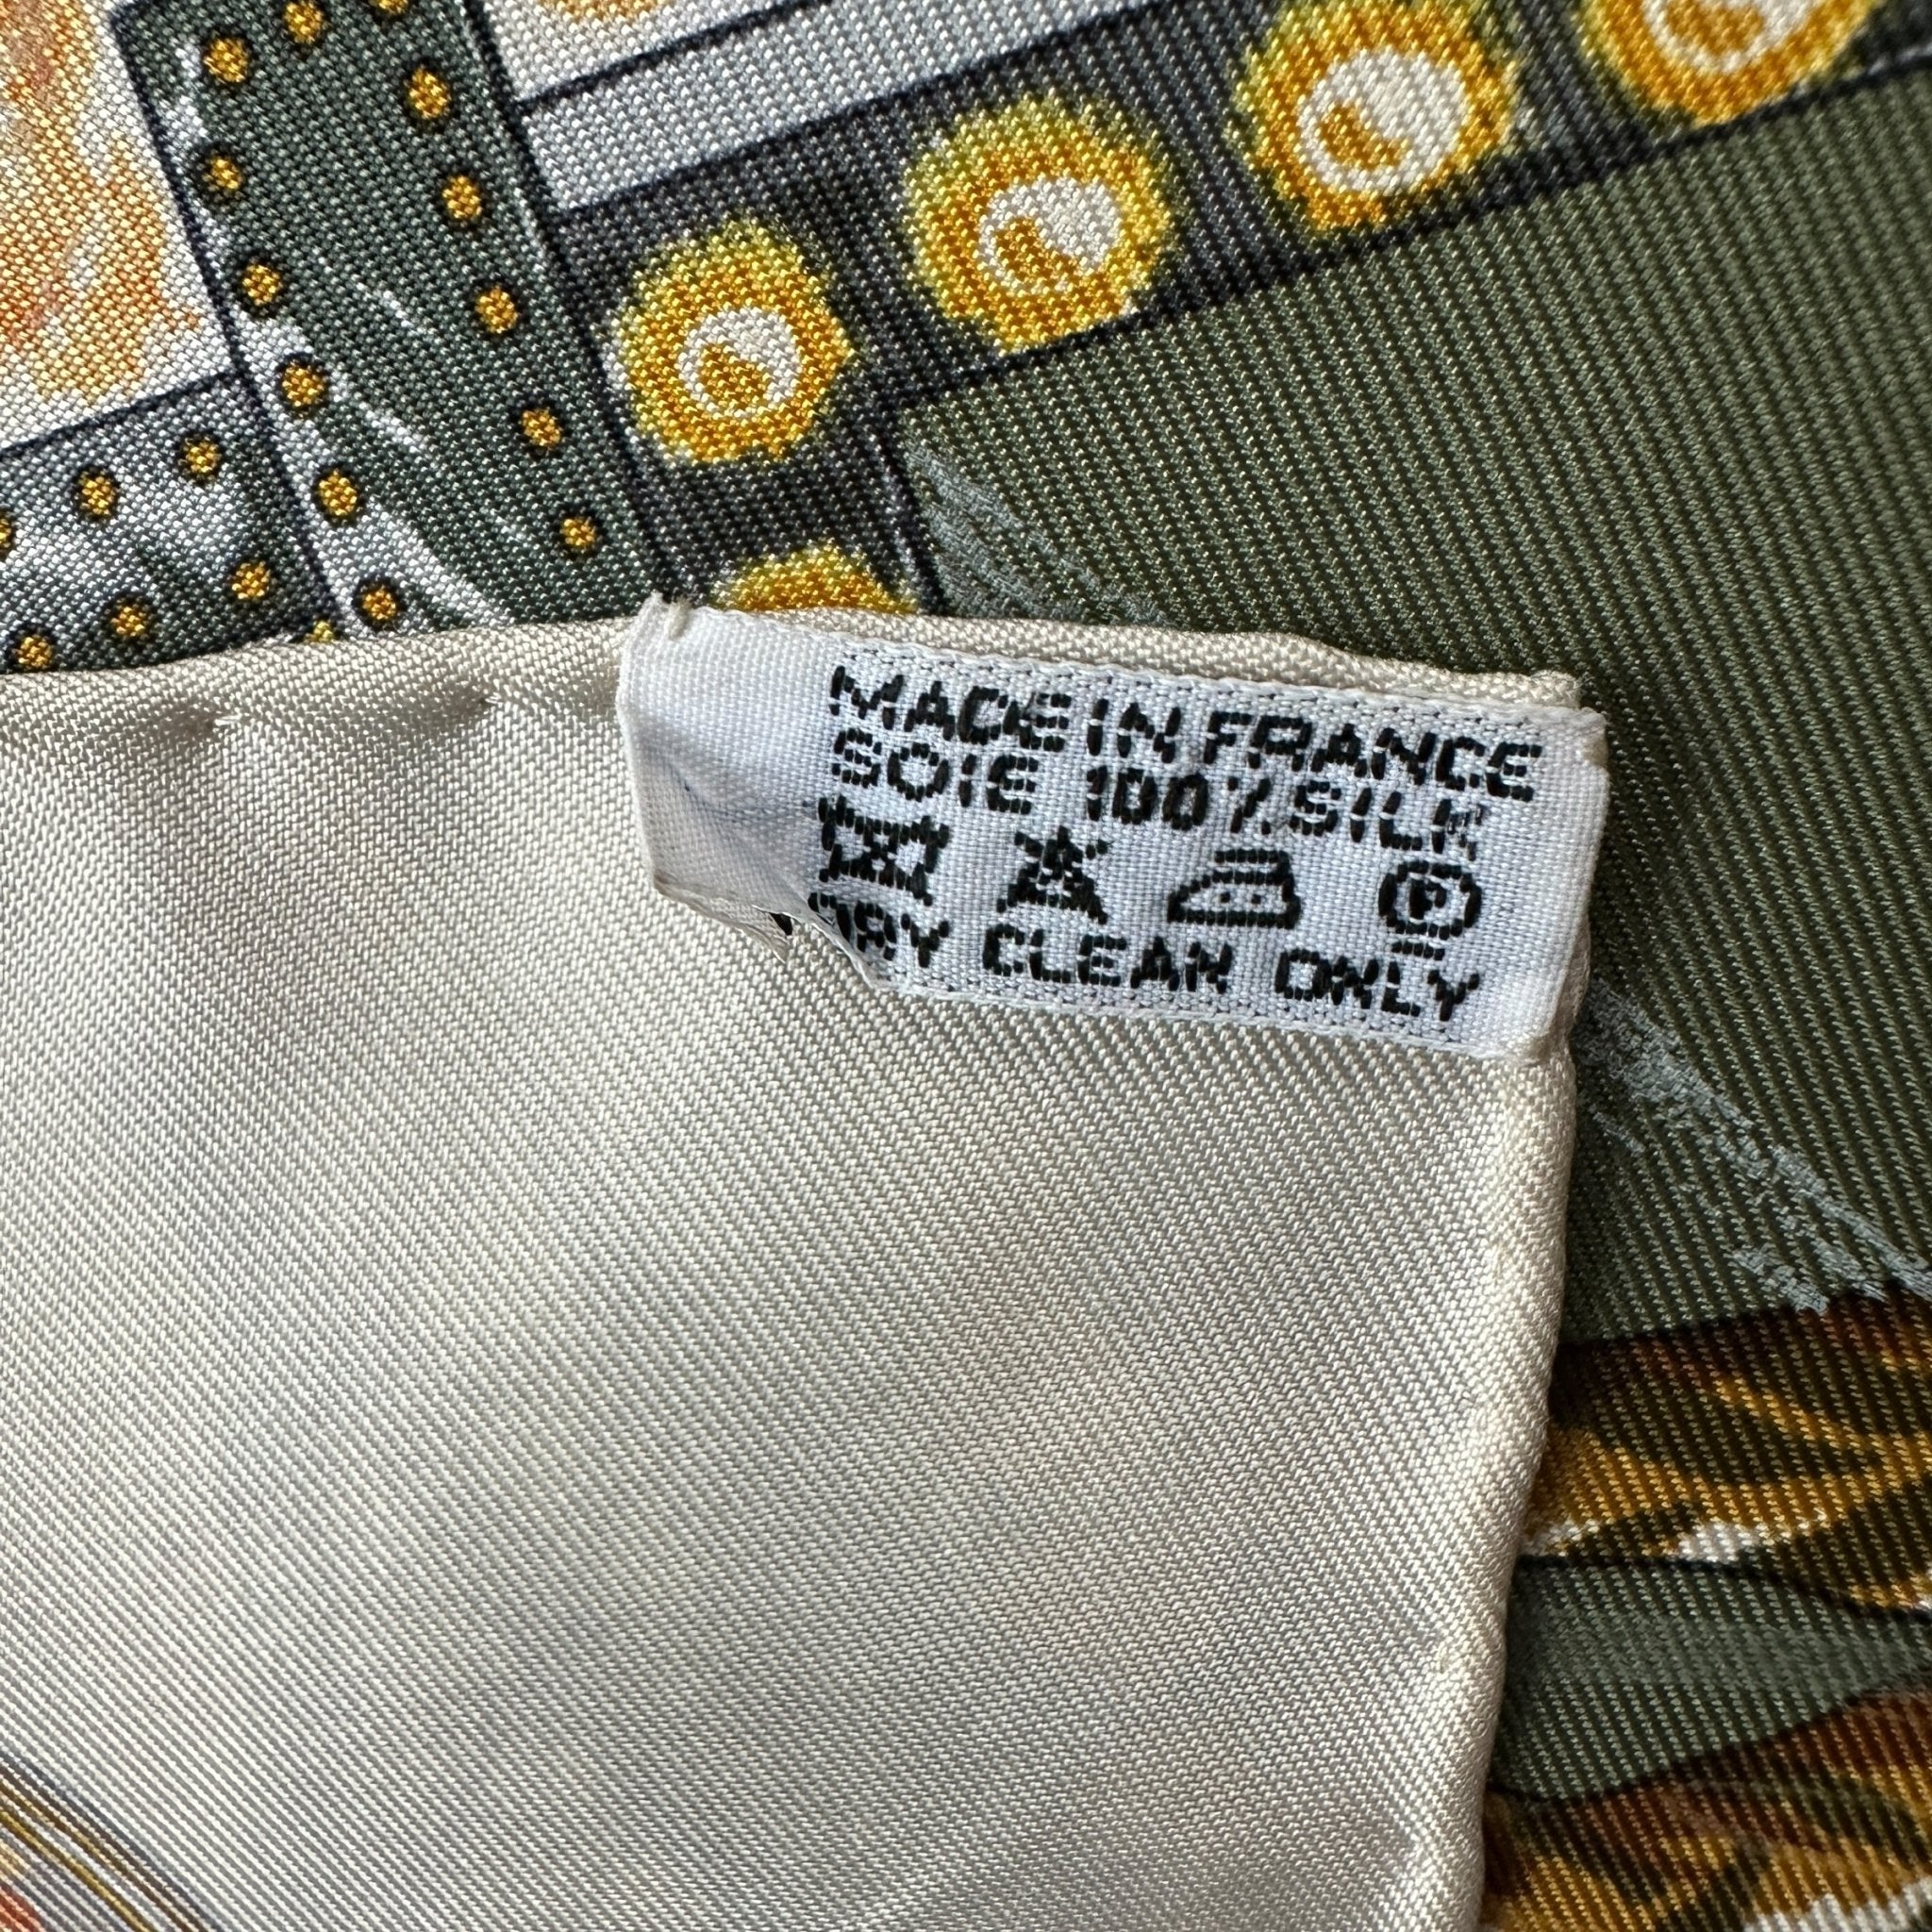 MADE IN FRANCE
SOIE 100% SILK
P
DRY CLEAN ONLY